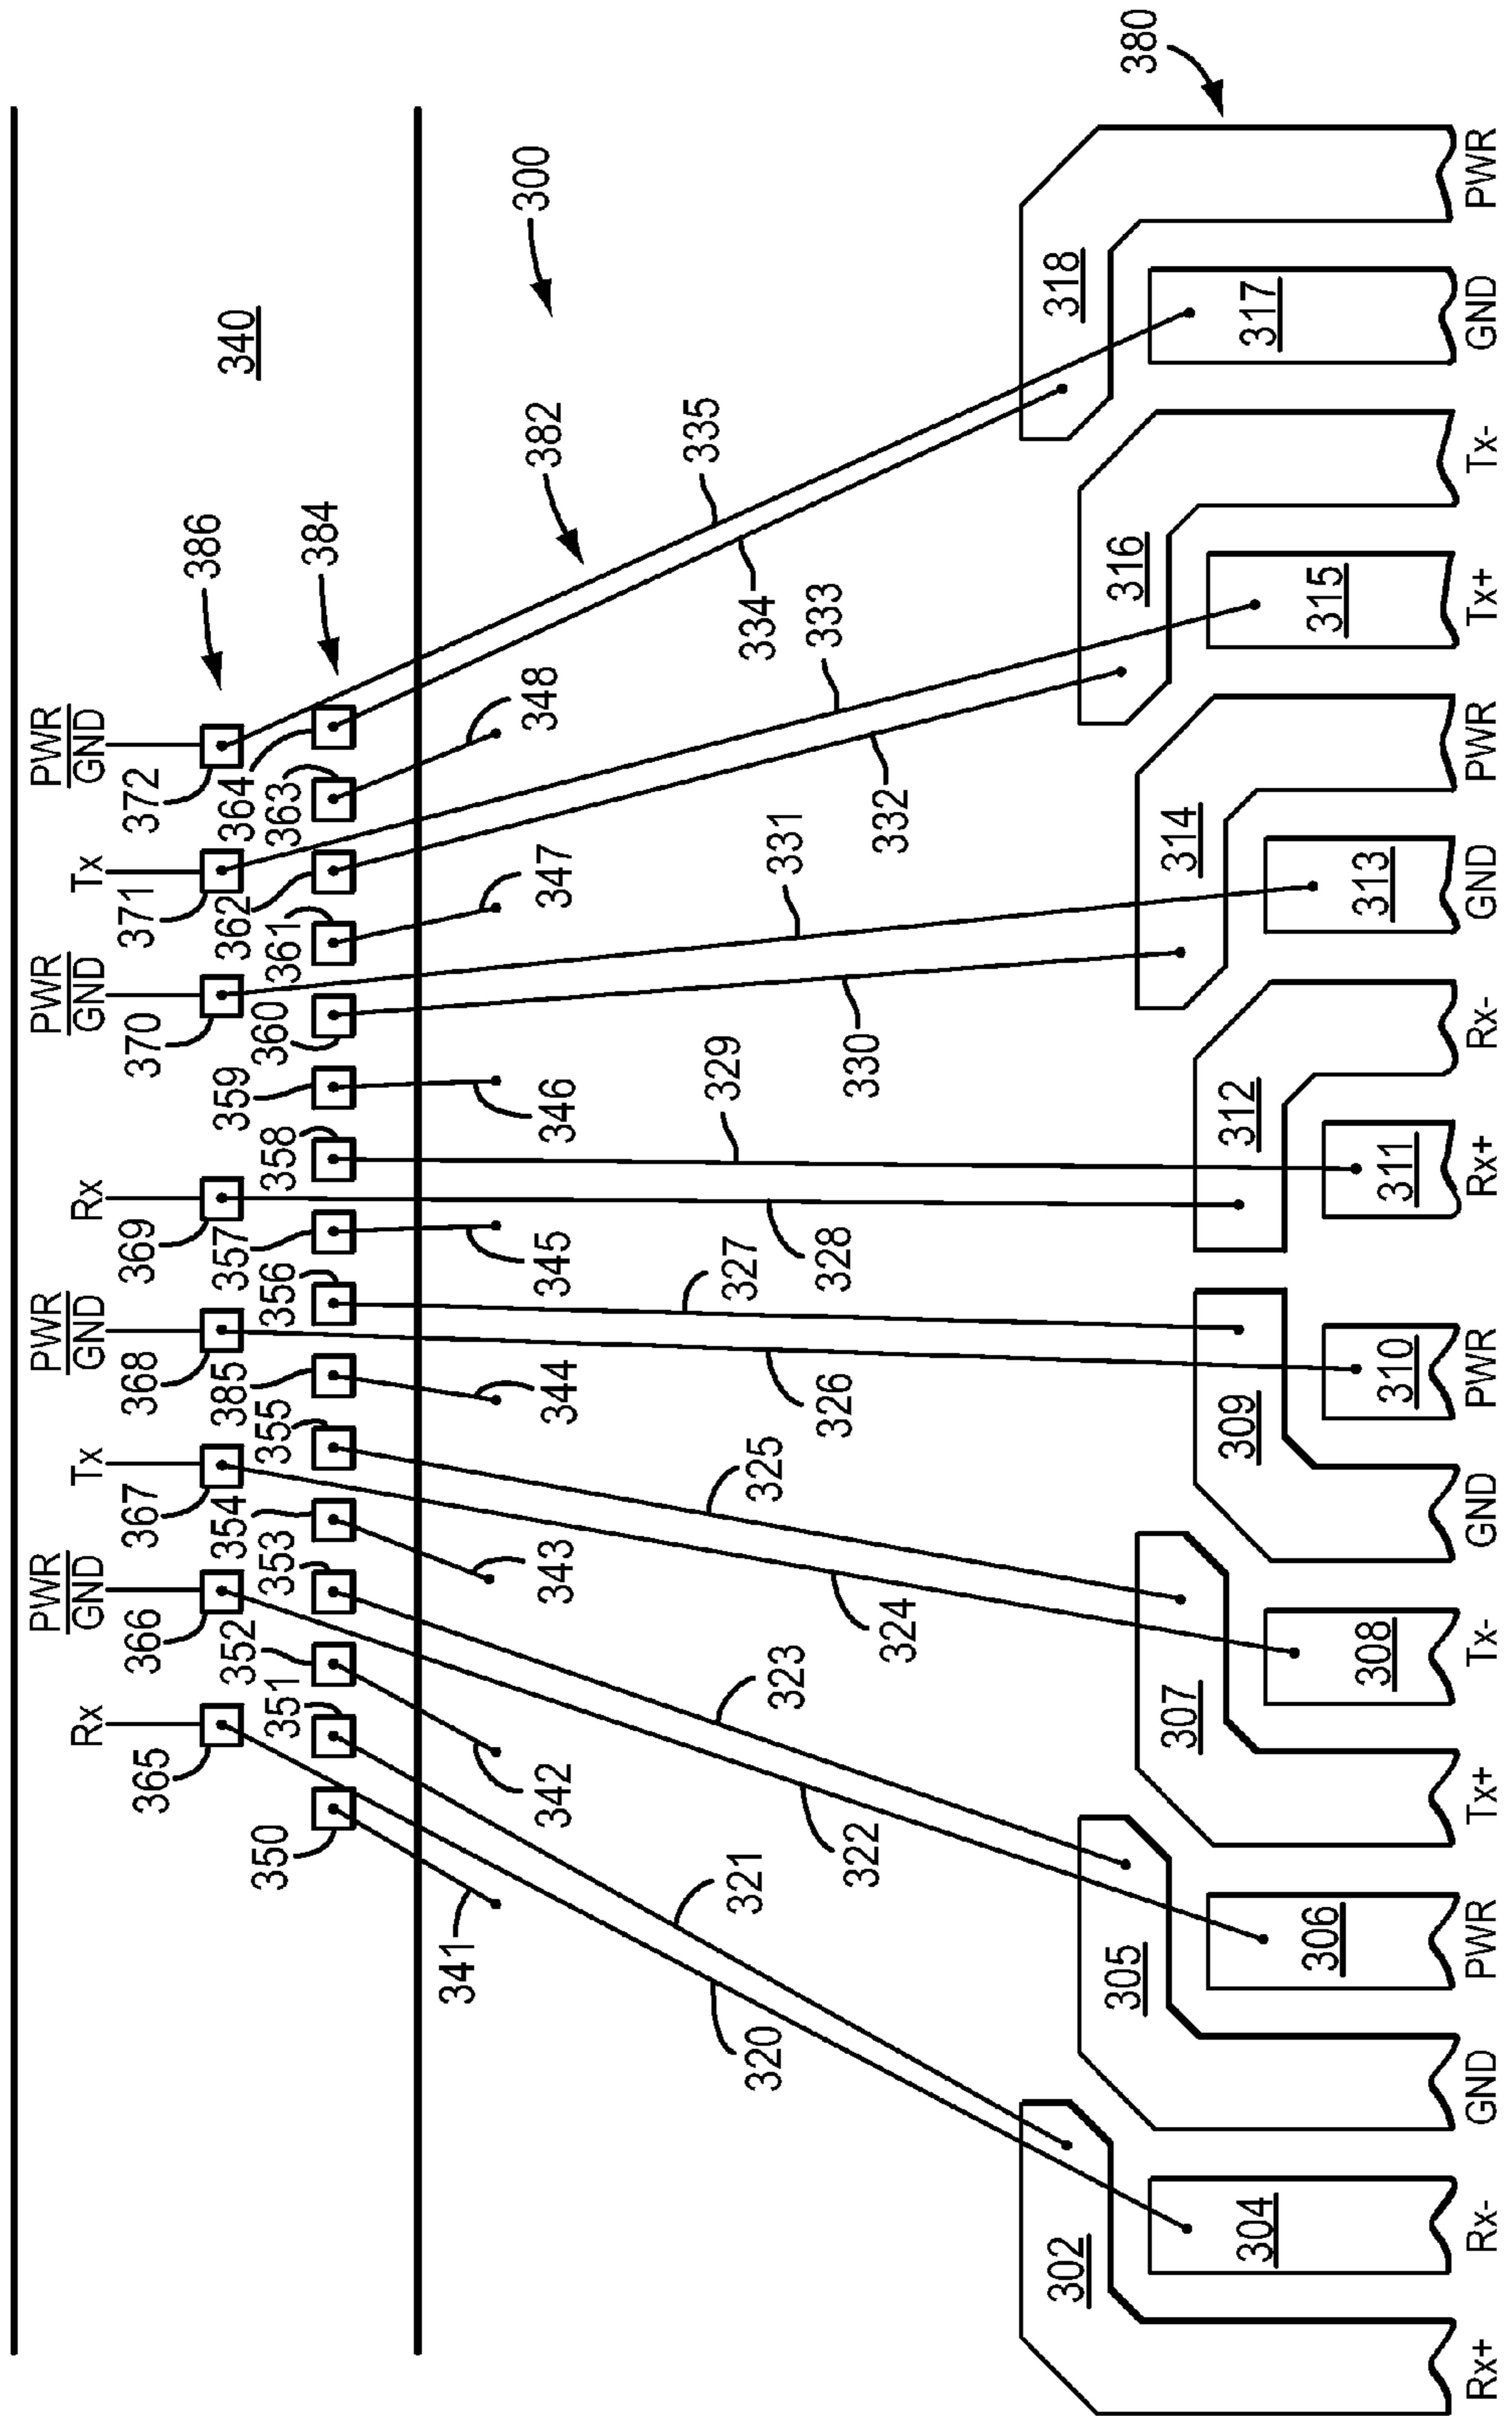 340
300
382
386
384
380
Rx
PWR
GND
Tx
PWR
GND
Rx
PWR
GND
Tx
PWR
GND
365
366
367
368
369
370
371
372
350
351
352
353
354
355
385
356
357
358
359
360
361
362
363
364
341
342
343
344
345
346
347
348
320
321
322
323
324
325
326
327
328
329
330
331
332
333
334
335
302
304
305
306
307
308
309
310
311
312
313
314
315
316
317
318
Rx+
Rx-
GND
PWR
Tx+
Tx-
GND
PWR
Rx+
Rx-
GND
PWR
Tx+
Tx-
GND
PWR